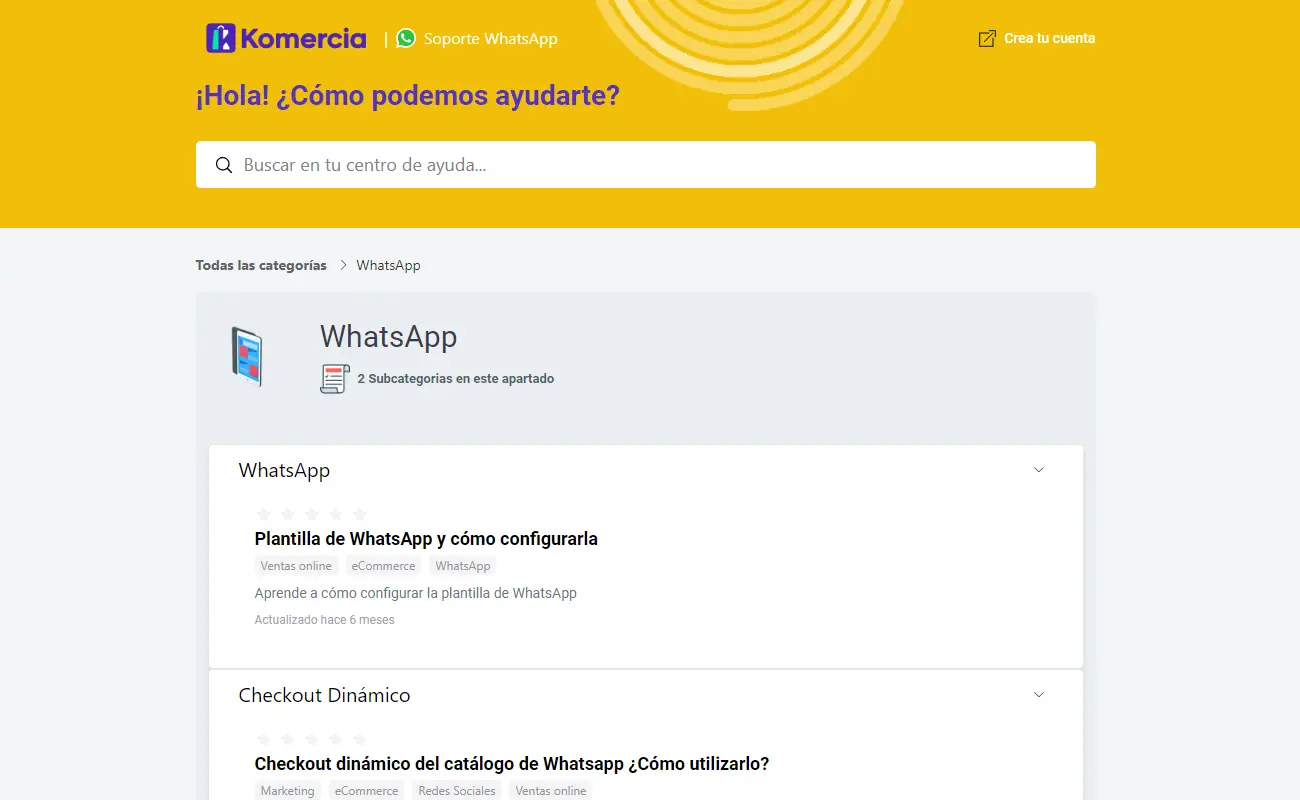 Komercia | Soporte WhatsApp Crea tu cuenta
¡Hola! ¿Cómo podemos ayudarte?
Buscar en tu centro de ayuda...
Todas las categorías > WhatsApp
WhatsApp
2 Subcategorias en este apartado
WhatsApp
Plantilla de WhatsApp y cómo configurarla
Ventas online eCommerce WhatsApp
Aprende a cómo configurar la plantilla de WhatsApp
Actualizado hace 6 meses
Checkout Dinámico
Checkout dinámico del catálogo de Whatsapp ¿Cómo utilizarlo?
Marketing eCommerce Redes Sociales Ventas online